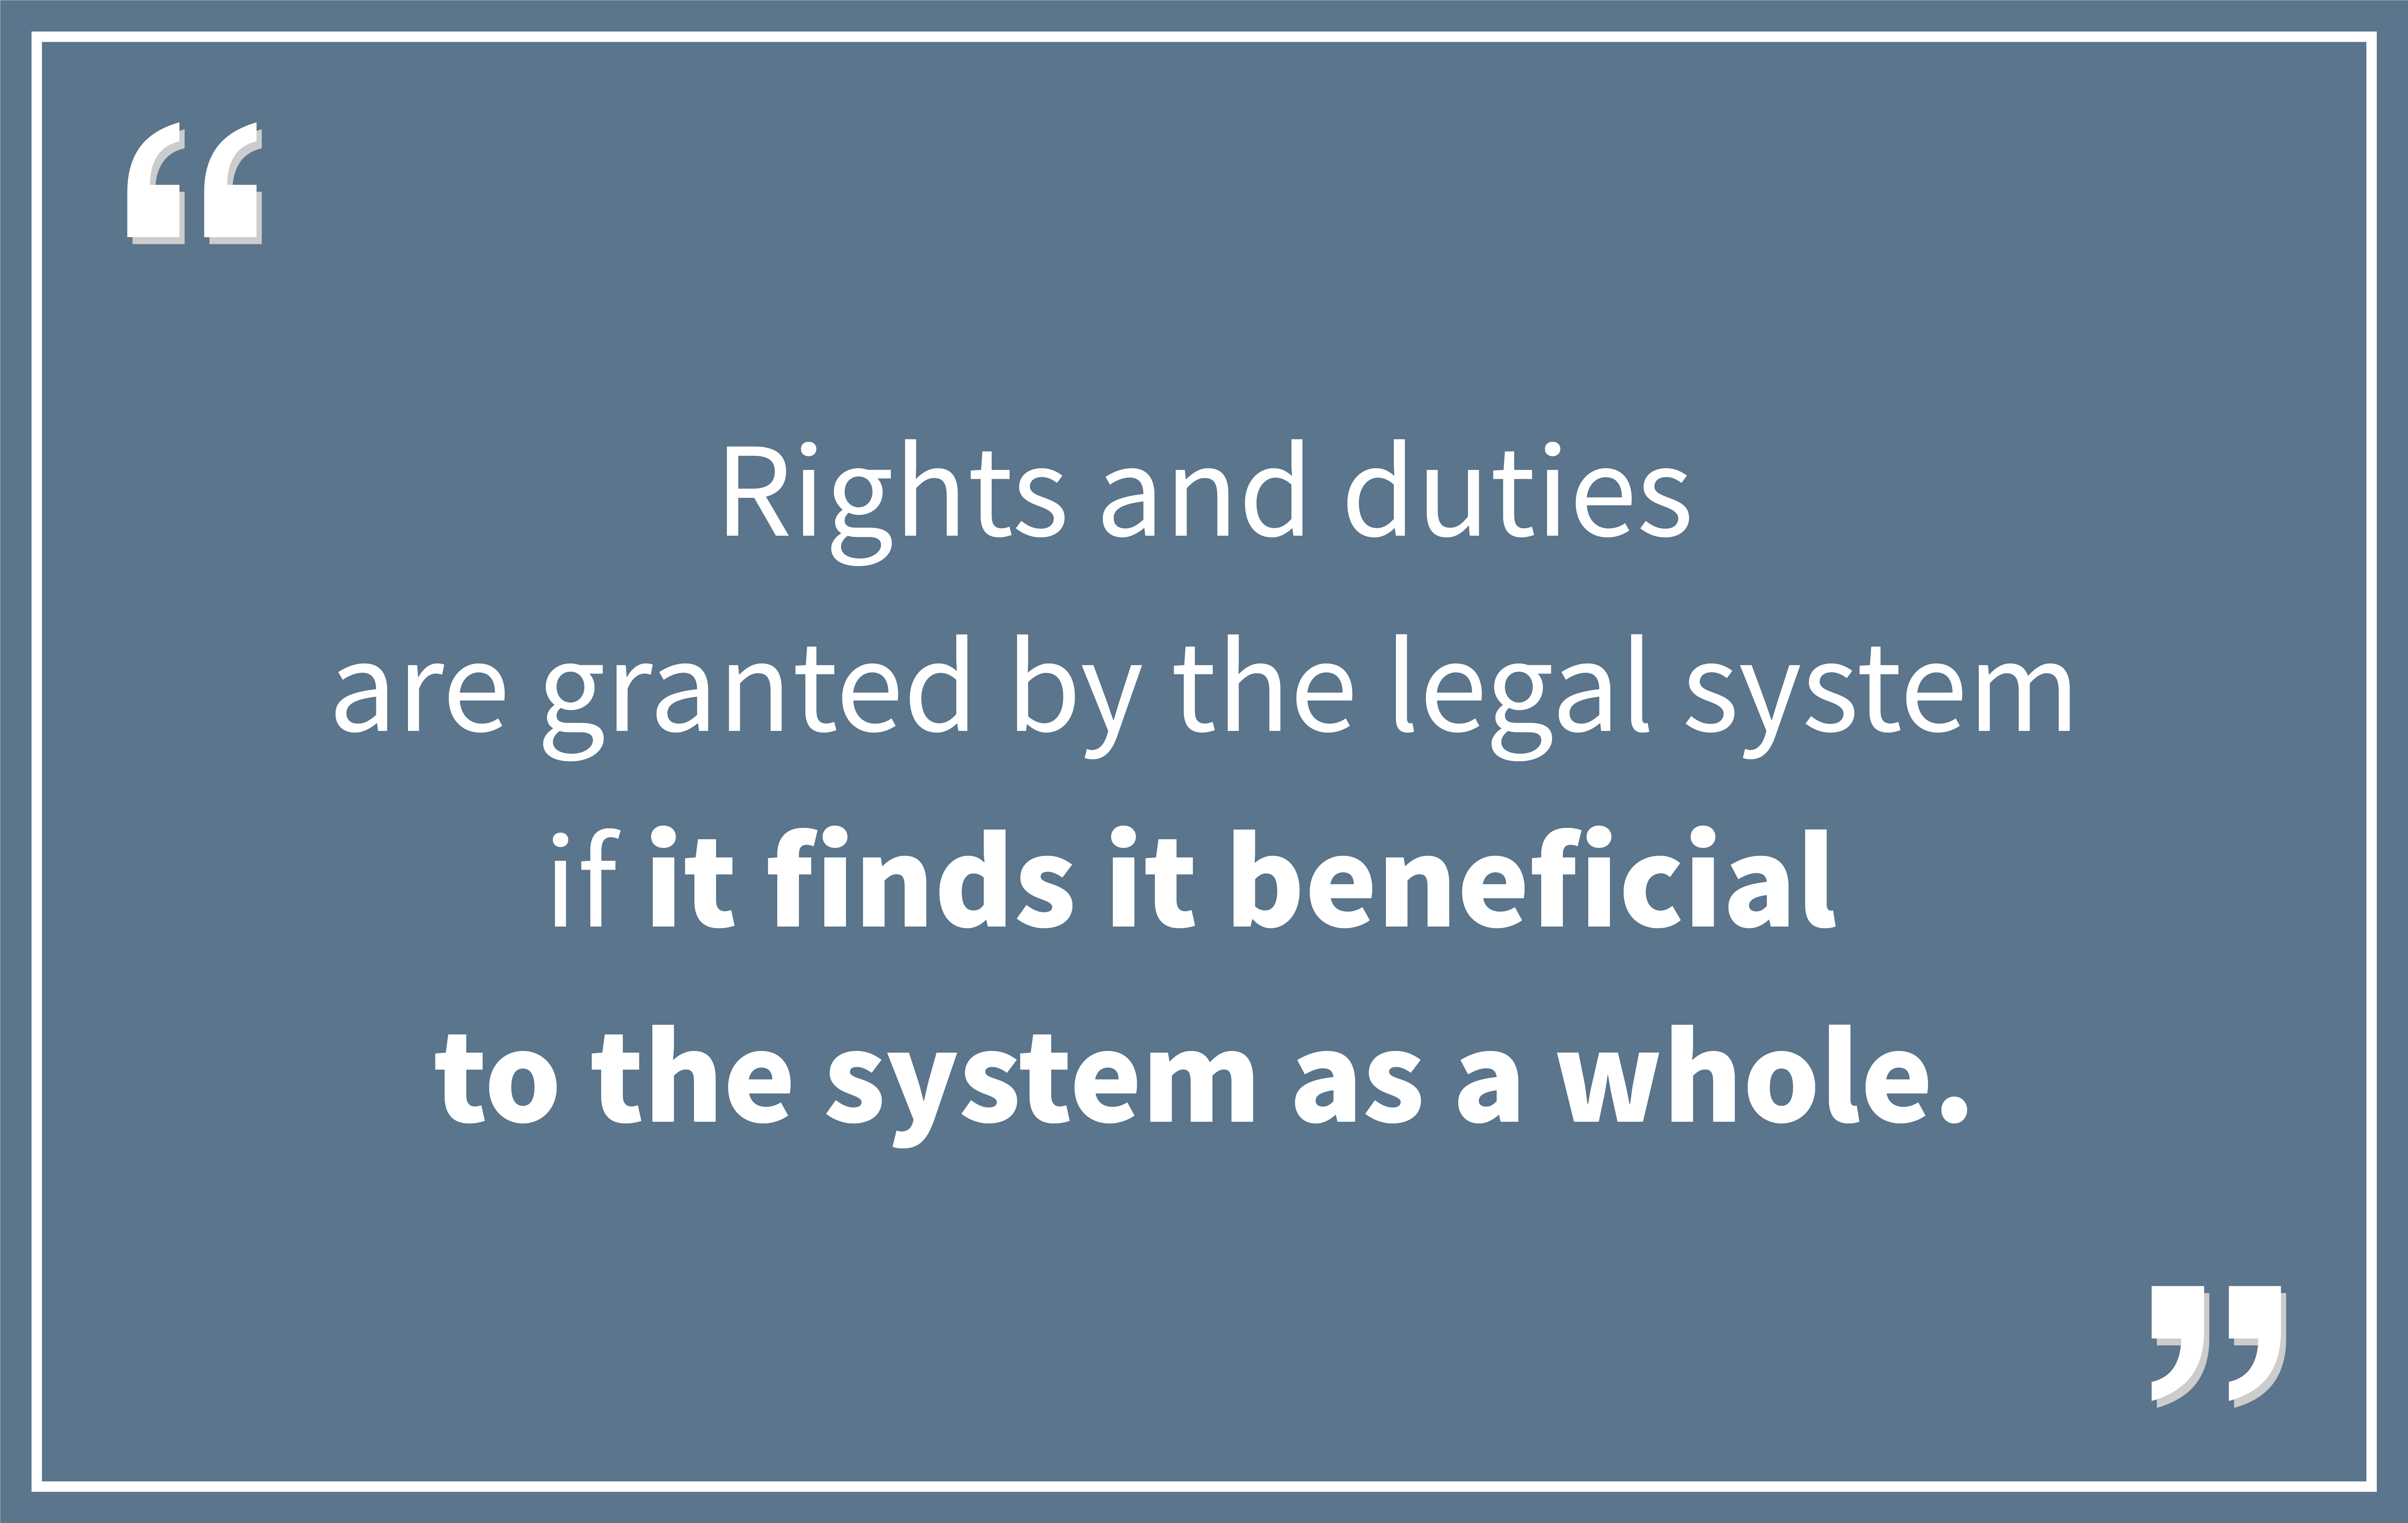 “
Rights and duties
are granted by the legal system
if it finds it beneficial
to the system as a whole.
”